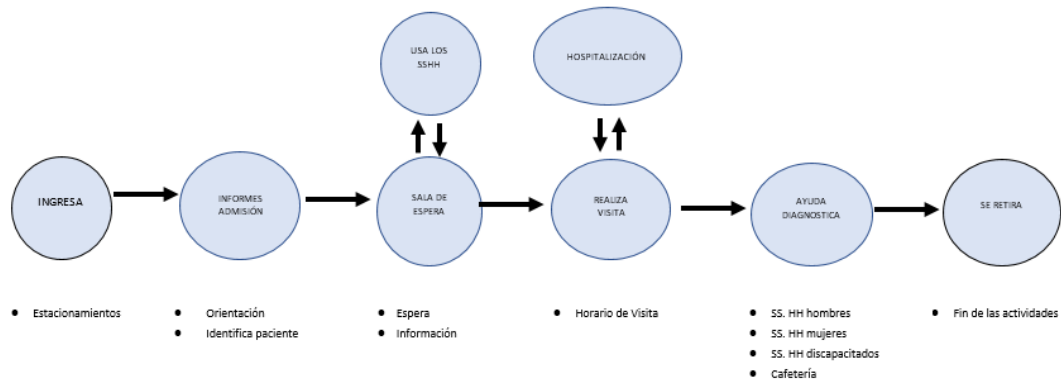 USA LOS
SSHH
HOSPITALIZACIÓN
INGRESA
INFORMES
ADMISIÓN
SALA DE
ESPERA
REALIZA
VISITA
AYUDA
DIAGNOSTICA
SE RETIRA
• Estacionamientos
• Orientación
• Identifica paciente
• Espera
• Información
• Horario de Visita
• SS. HH hombres
• SS. HH mujeres
• SS. HH discapacitados
• Cafetería
• Fin de las actividades